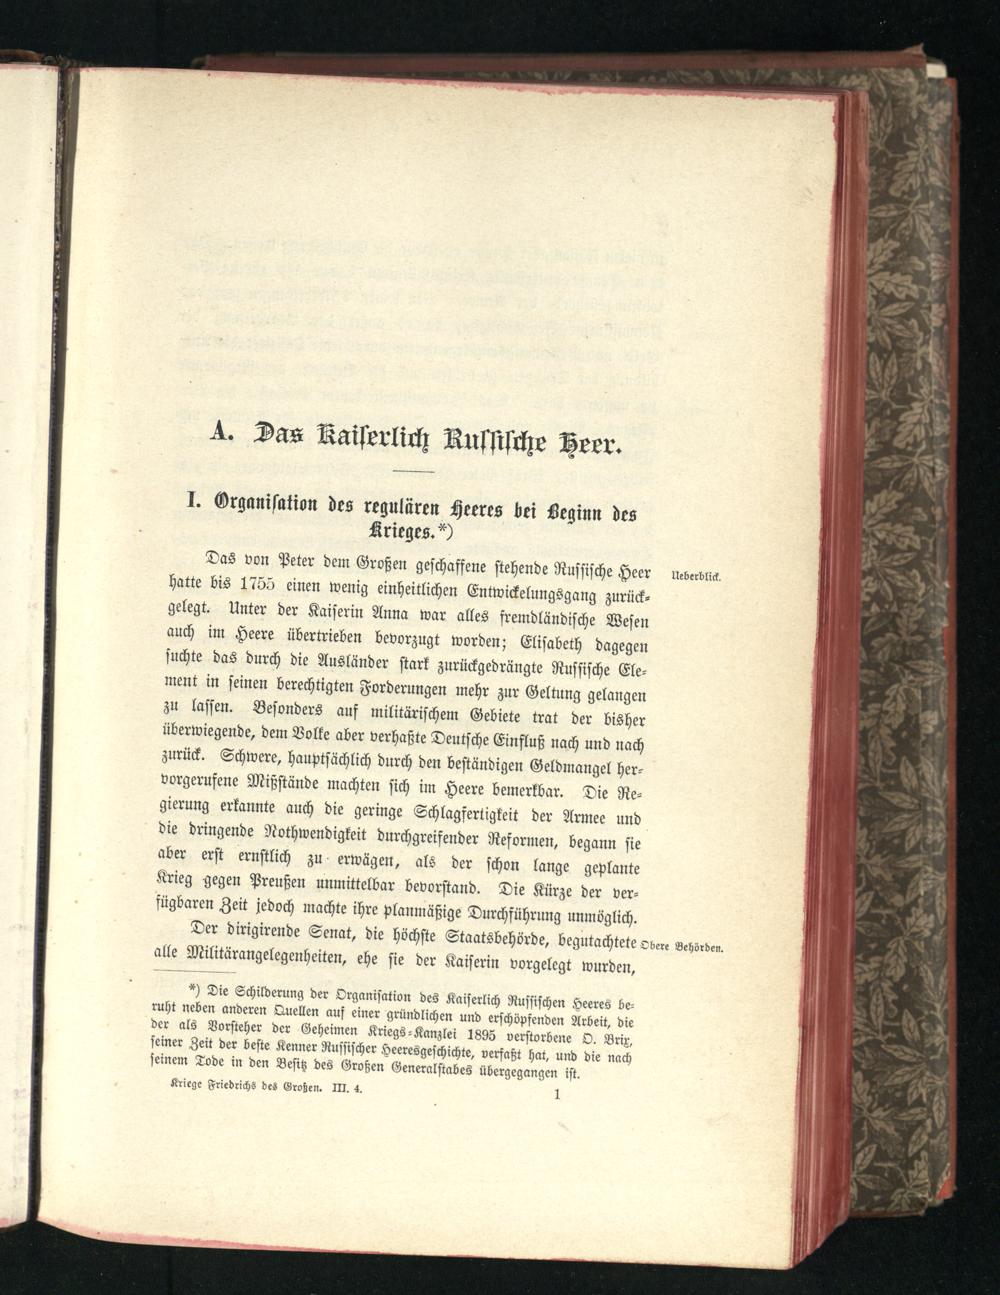 A. Das Kaiserlich Russische Heer.
I. Organisation des regulären Heeres bei Beginn des
Krieges.*)
Das von Peter dem Großen geschaffene stehende Russische Heer
Ueberblick.
hatte bis 1755 einen wenig einheitlichen Entwickelungsgang zurück-
gelegt. Unter der Kaiserin Anna war alles fremdländische Wesen
auch im Heere übertrieben bevorzugt worden; Elisabeth dagegen
suchte das durch die Ausländer stark zurückgedrängte Russische Ele-
ment in seinen berechtigten Forderungen mehr zur Geltung gelangen
zu lassen. Besonders auf militärischem Gebiete trat der bisher
überwiegende, dem Volke aber verhaßte Deutsche Einfluß nach und nach
zurück. Schwere, hauptsächlich durch den beständigen Geldmangel her-
vorgerufene Mißstände machten sich im Heere bemerkbar. Die Re-
gierung erkannte auch die geringe Schlagfertigkeit der Armee und
die dringende Nothwendigkeit durchgreifender Reformen, begann sie
aber erst ernstlich zu erwägen, als der schon lange geplante
Krieg gegen Preußen unmittelbar bevorstand. Die Kürze der ver-
fügbaren Zeit jedoch machte ihre planmäßige Durchführung unmöglich.
Der dirigirende Senat, die höchste Staatsbehörde, begutachtete
Obere Behörden.
alle Militärangelegenheiten, ehe sie der Kaiserin vorgelegt wurden,
*) Die Schilderung der Organisation des Kaiserlich Russischen Heeres be-
ruht neben anderen Quellen auf einer gründlichen und erschöpfenden Arbeit, die
der als Vorsteher der Geheimen Kriegs-Kanzlei 1895 verstorbene O. Brix,
seiner Zeit der beste Kenner Russischer Heeresgeschichte, verfaßt hat, und die nach
seinem Tode in den Besitz des Großen Generalstabes übergegangen ist.
Kriege Friedrichs des Großen. III. 4.
1